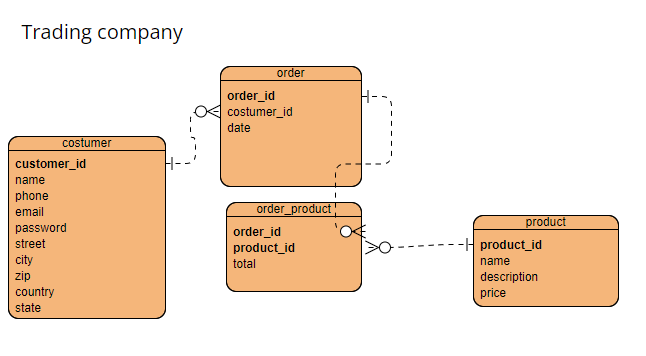 Trading company
order
order_id
costumer_id
date
costumer
customer_id
name
phone
email
password
street
city
zip
country
state
order_product
order_id
product_id
total
product
product_id
name
description
price